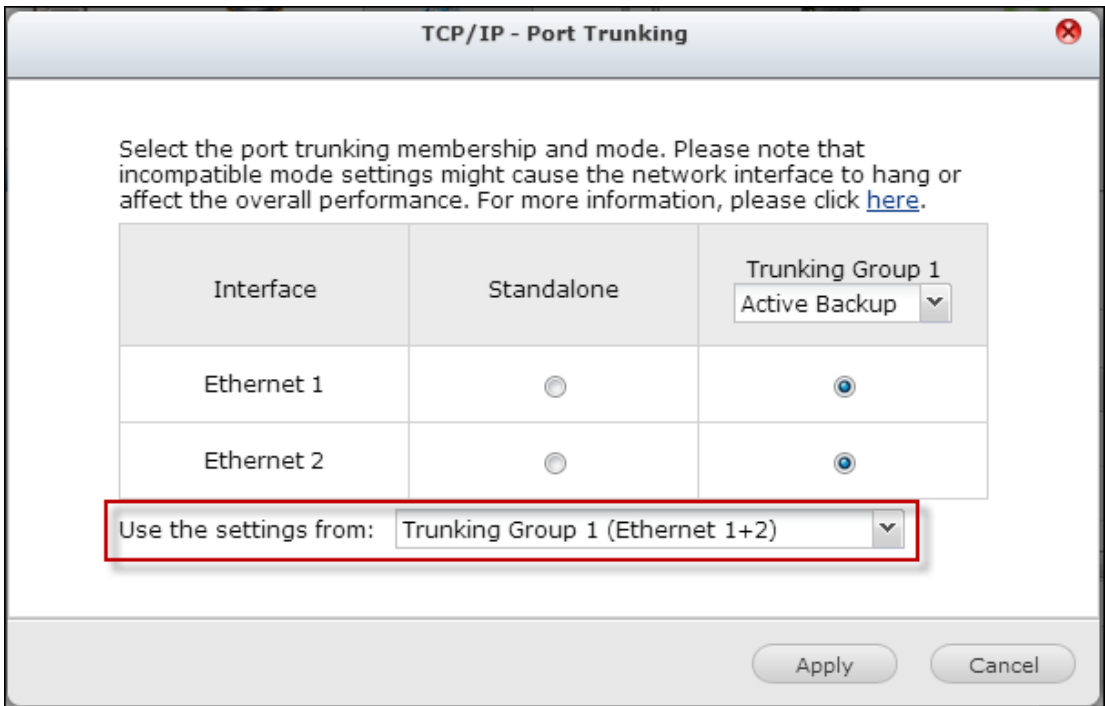 TCP/IP - Port Trunking
Select the port trunking membership and mode. Please note that
incompatible mode settings might cause the network interface to hang or
affect the overall performance. For more information, please click here.
Interface
Standalone
Trunking Group 1
Active Backup
Ethernet 1
Ethernet 2
Use the settings from: Trunking Group 1 (Ethernet 1+2)
Apply
Cancel